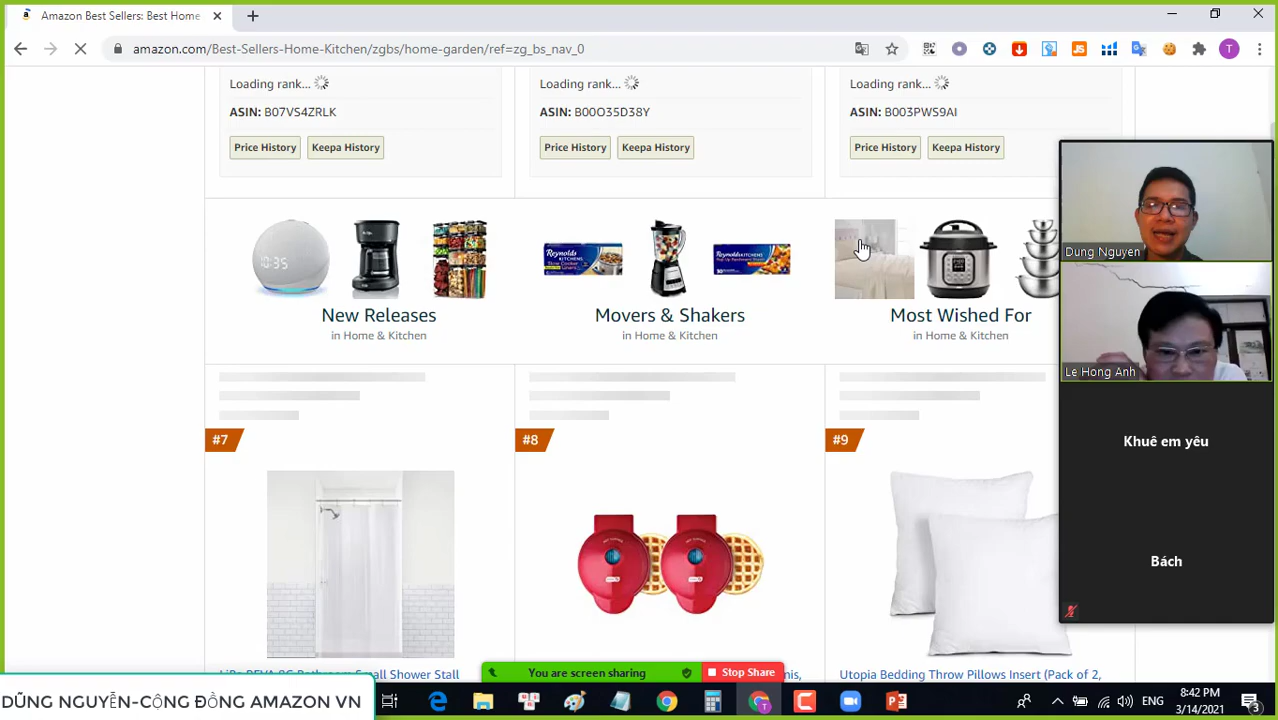 Amazon Best Sellers: Best Home
amazon.com/Best-Sellers-Home-Kitchen/zgbs/home-garden/ref=zg_bs_nav_0
Loading rank... Loading rank... Loading rank...
ASIN: B07VS4ZRLK ASIN: B00O35D38Y ASIN: B003PWS9AI
Price History Keepa History Price History Keepa History Price History Keepa History
10:35
New Releases Movers & Shakers Most Wished For
in Home & Kitchen in Home & Kitchen in Home & Kitchen
#7 #8 #9
Dung Nguyen
Le Hong Anh
Khuê em yêu
Bách
Small Shower Stall
Utopia Bedding Throw Pillows Insert (Pack of 2,
You are screen sharing Stop Share
DŨNG NGUYỄN-CỘNG ĐỒNG AMAZON VN
ENG
8:42 PM
3/14/2021